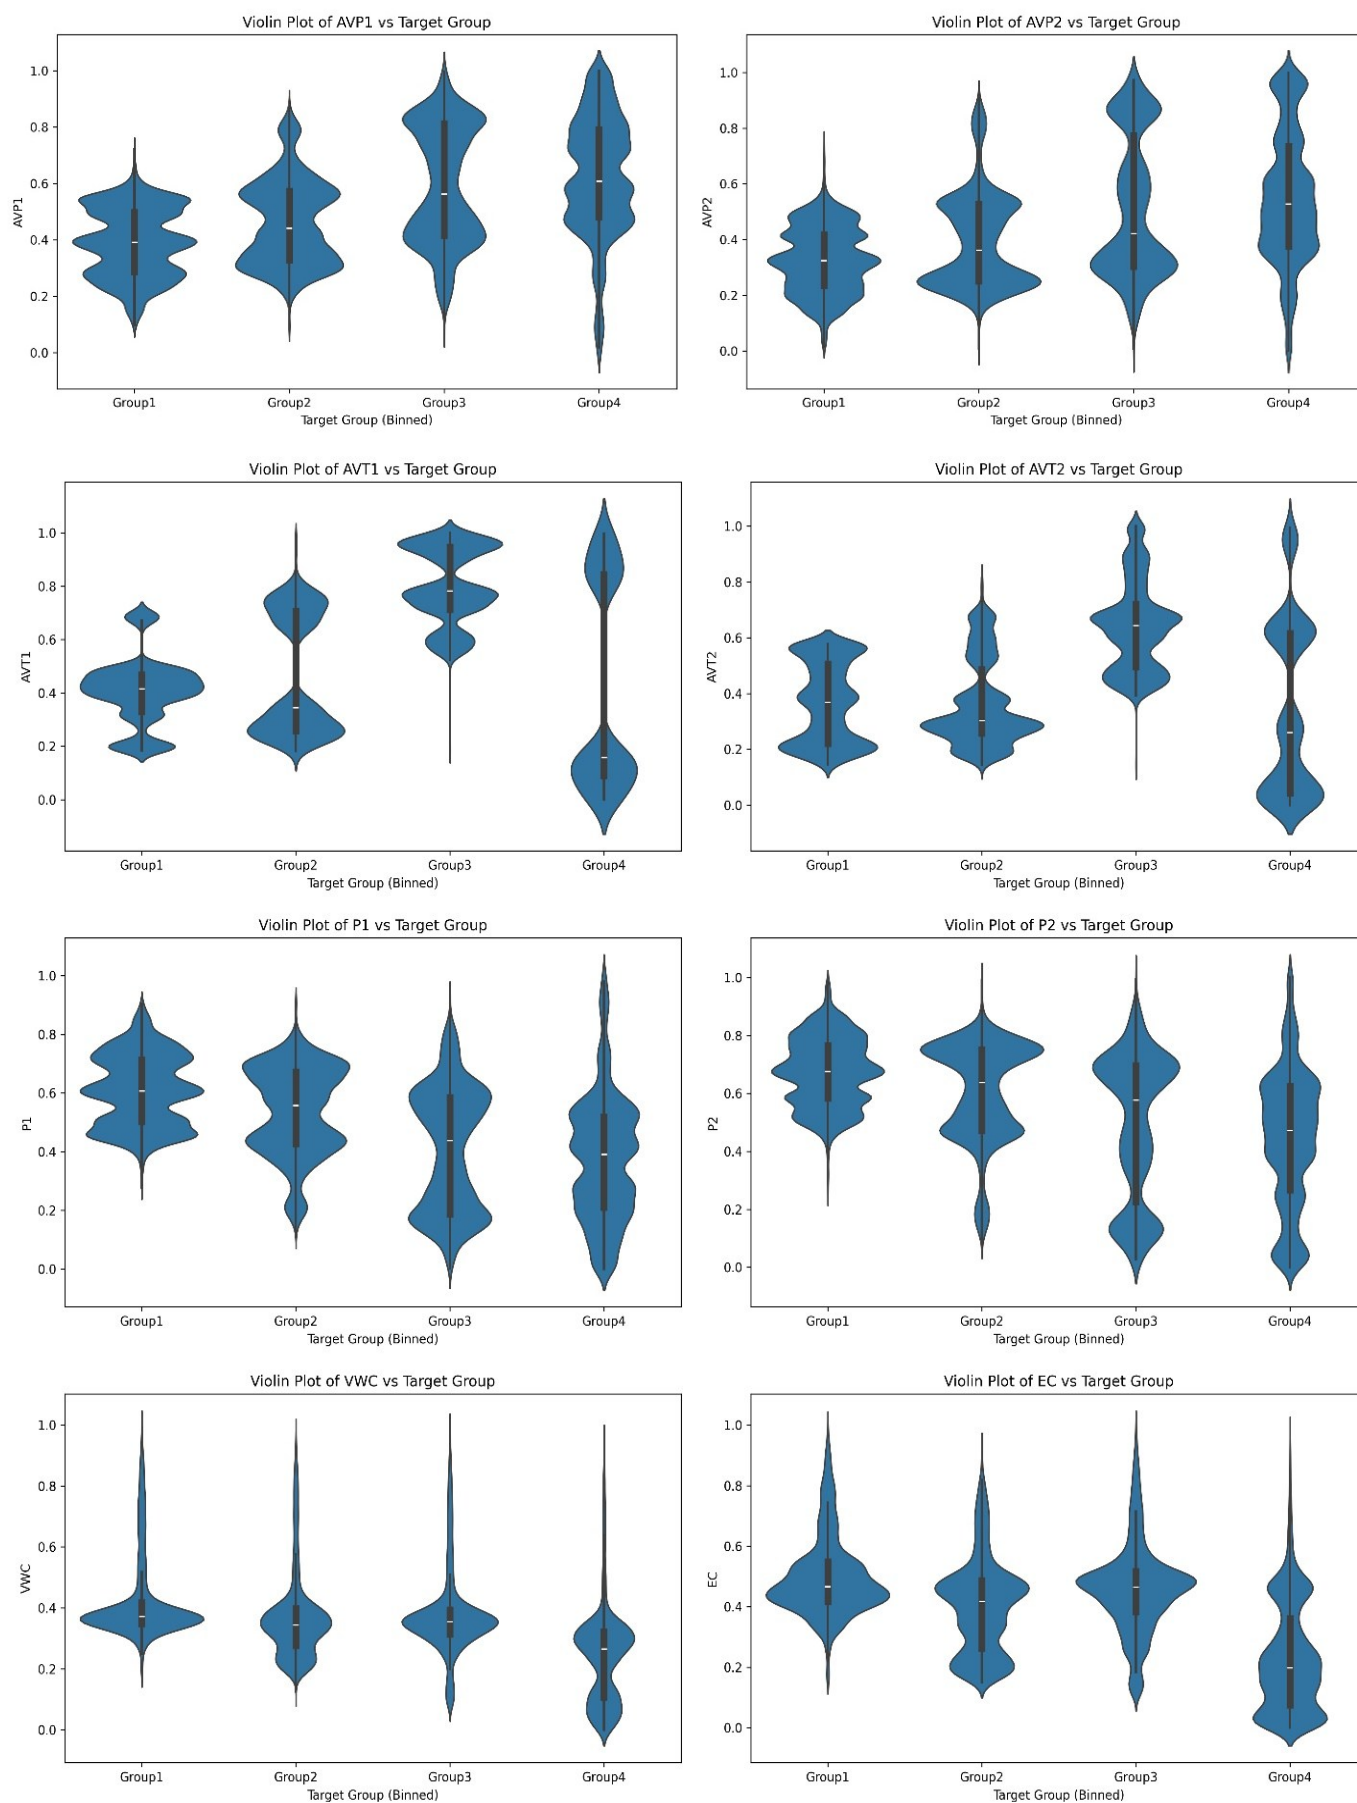 Violin Plot of AVP1 vs Target Group
1.0
0.8
0.6
0.4
0.2
0.0
AVP1
Group1 Group2 Group3 Group4
Target Group (Binned)
Violin Plot of AVP2 vs Target Group
1.0
0.8
0.6
0.4
0.2
0.0
AVP2
Group1 Group2 Group3 Group4
Target Group (Binned)
Violin Plot of AVT1 vs Target Group
1.0
0.8
0.6
0.4
0.2
0.0
AVT1
Group1 Group2 Group3 Group4
Target Group (Binned)
Violin Plot of AVT2 vs Target Group
1.0
0.8
0.6
0.4
0.2
0.0
AVT2
Group1 Group2 Group3 Group4
Target Group (Binned)
Violin Plot of P1 vs Target Group
1.0
0.8
0.6
0.4
0.2
0.0
P1
Group1 Group2 Group3 Group4
Target Group (Binned)
Violin Plot of P2 vs Target Group
1.0
0.8
0.6
0.4
0.2
0.0
P2
Group1 Group2 Group3 Group4
Target Group (Binned)
Violin Plot of VWC vs Target Group
1.0
0.8
0.6
0.4
0.2
0.0
VWC
Group1 Group2 Group3 Group4
Target Group (Binned)
Violin Plot of EC vs Target Group
1.0
0.8
0.6
0.4
0.2
0.0
EC
Group1 Group2 Group3 Group4
Target Group (Binned)